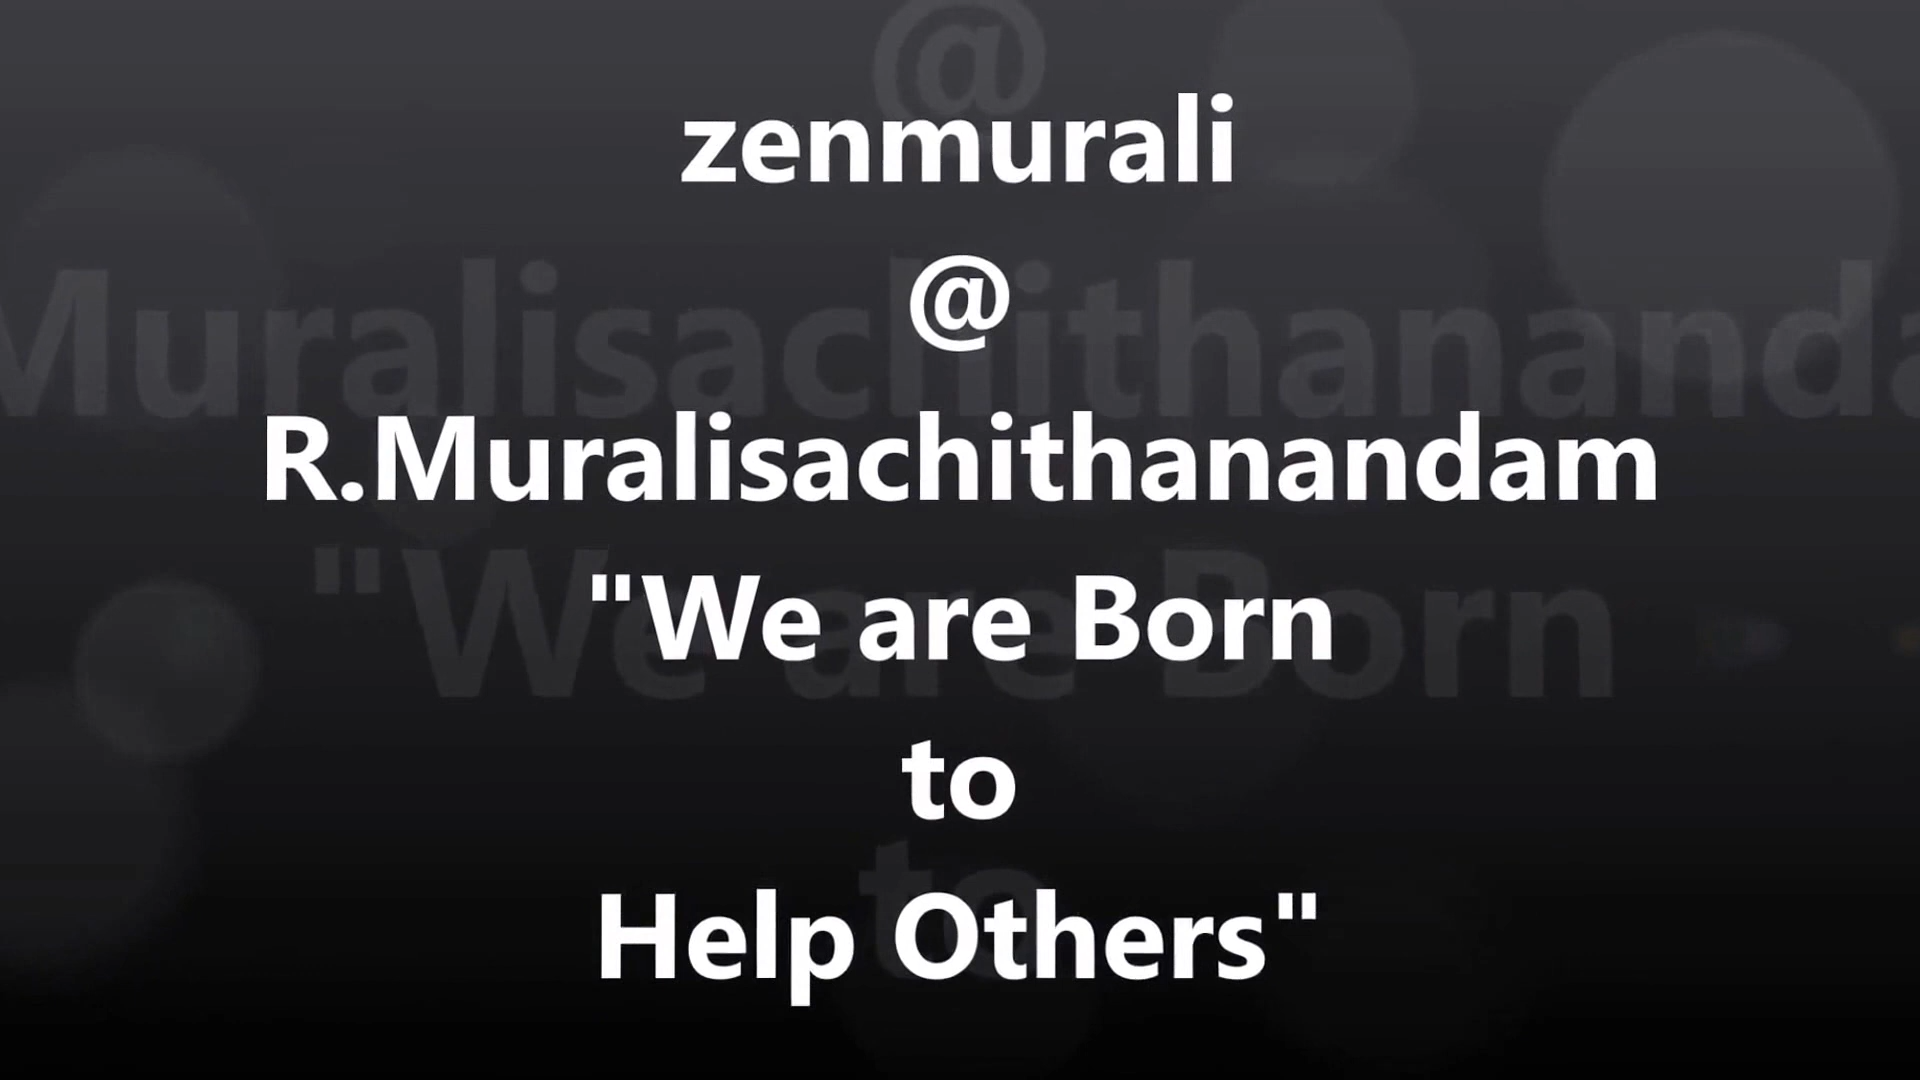 zenmurali
@
R.Muralisachithanandam
"We are Born
to
Help Others"